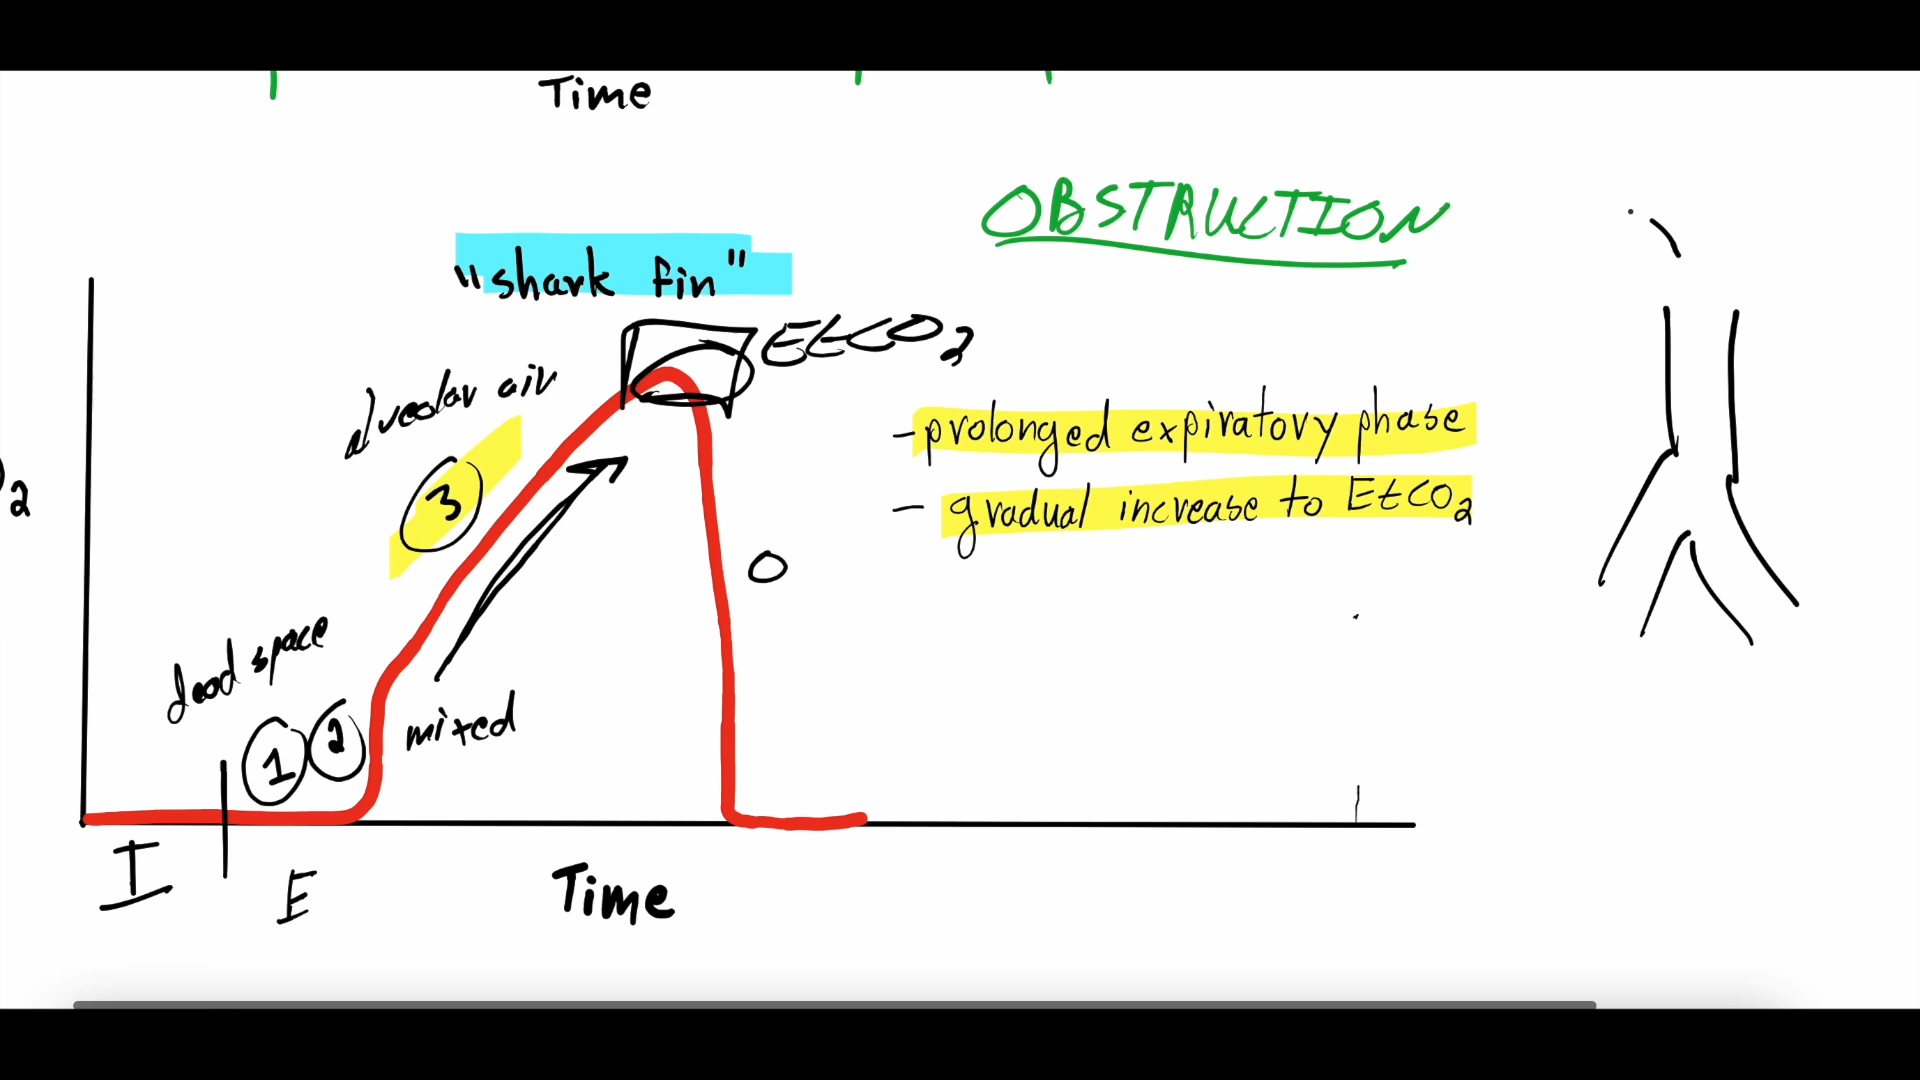 Time
OBSTRUCTION
"shark fin"
EtCO2
alveolar air
- prolonged expiratory phase
3
- gradual increase to EtCO2
2
O
dead space
1 2
mixed
I
E
Time